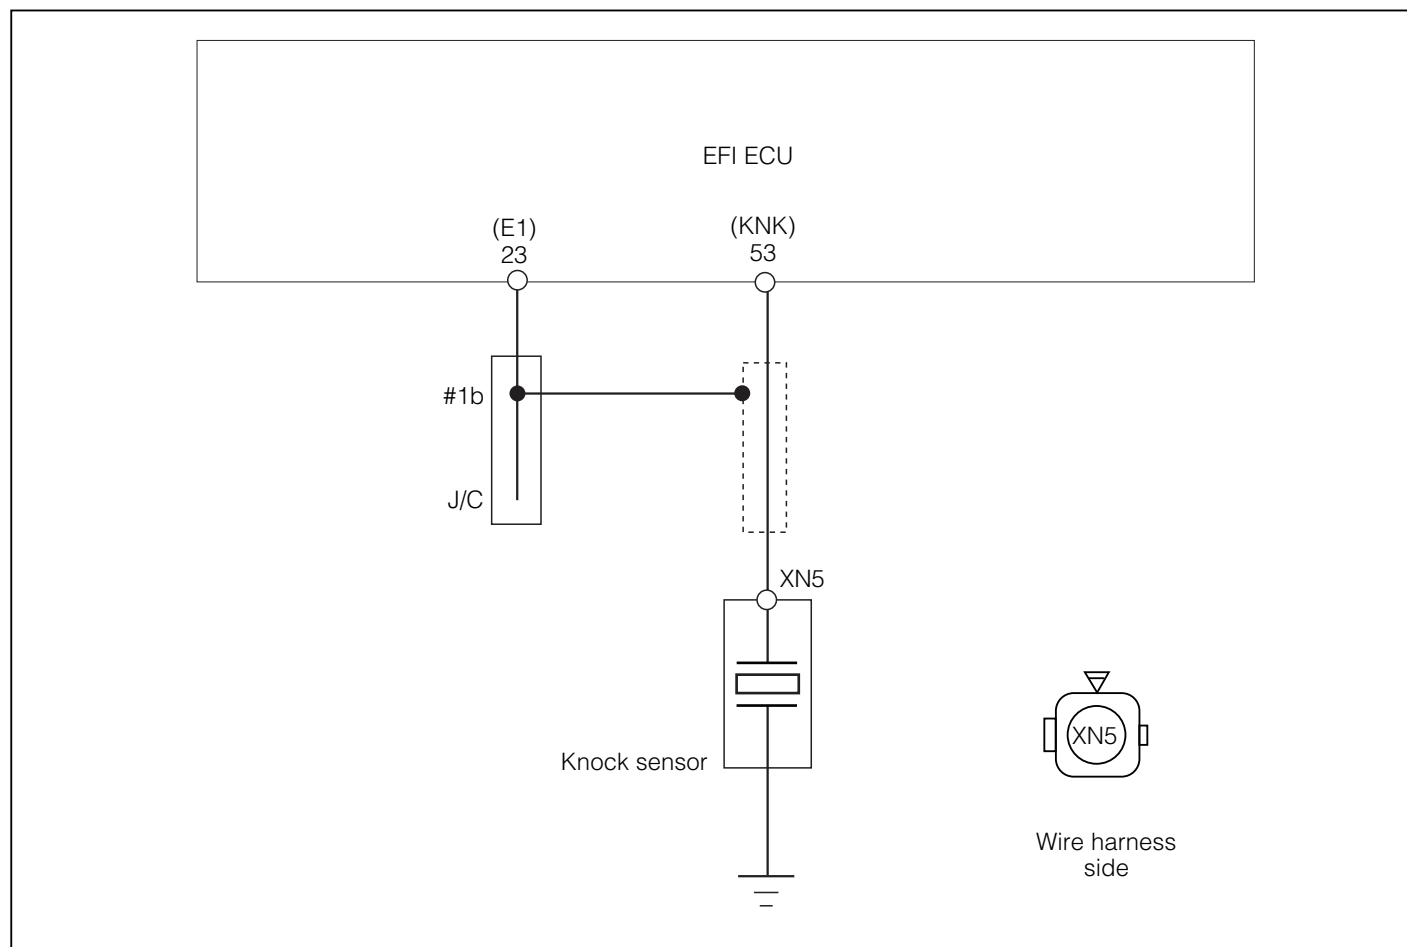 EFI ECU
(E1)
23
(KNK)
53
#1b
J/C
XN5
Knock sensor
XN5
Wire harness
side